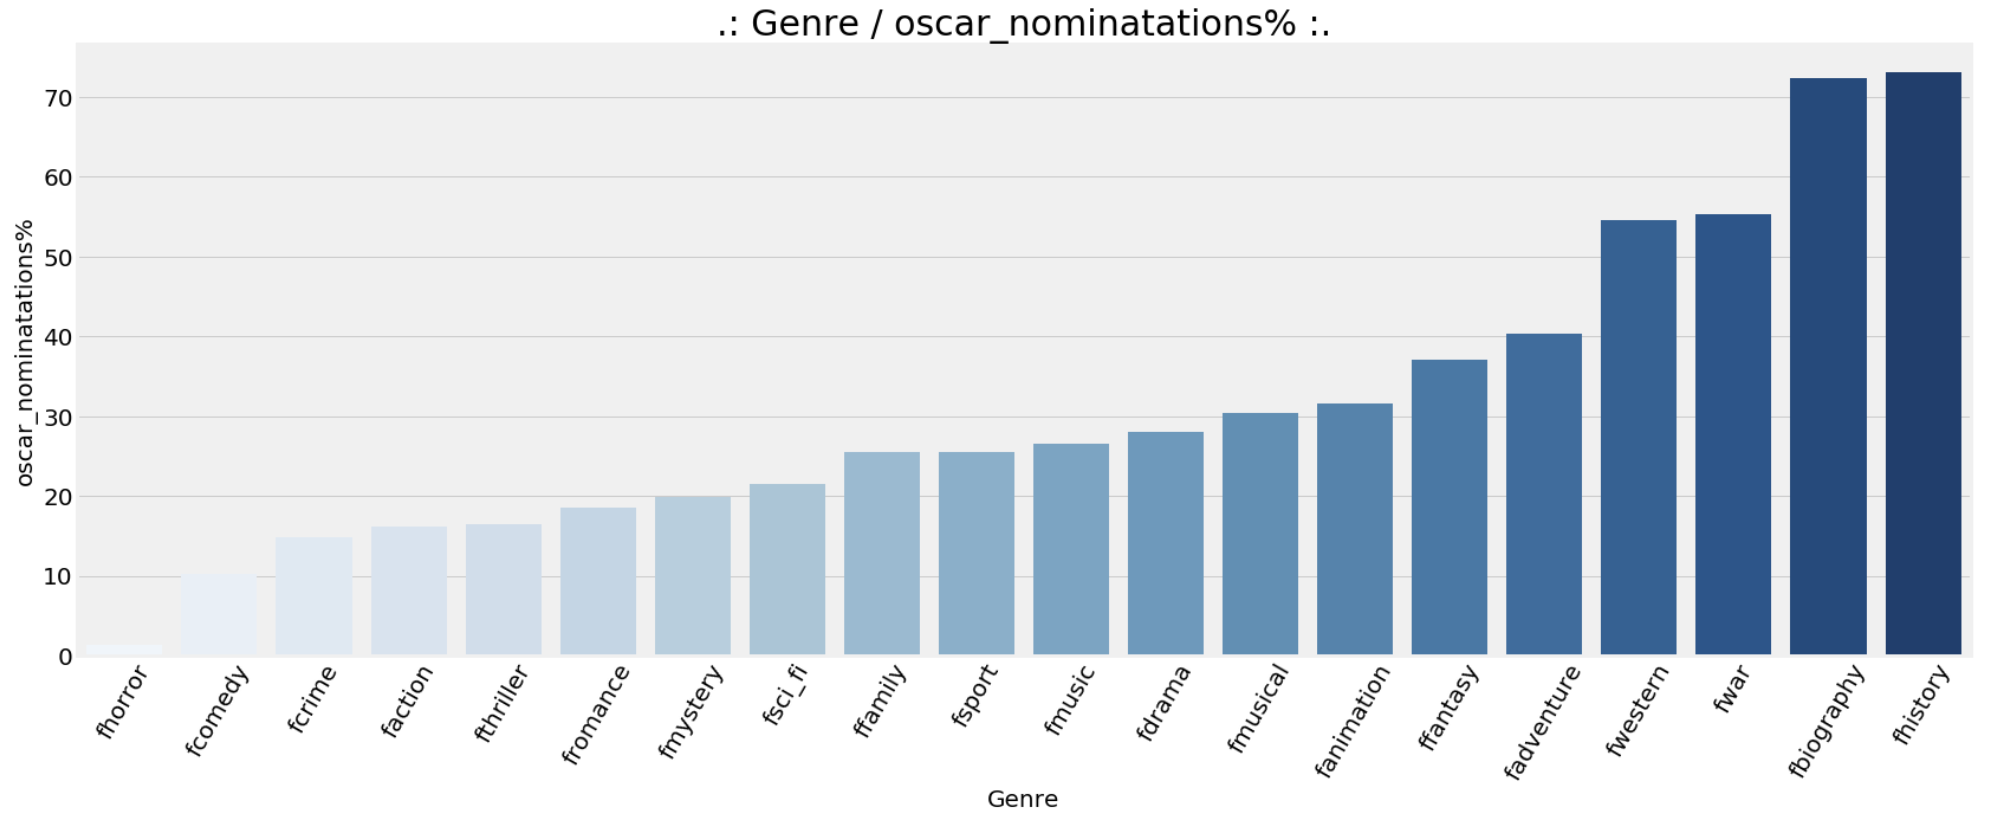 .: Genre / oscar_nominatations% :.
oscar_nominatations%
70
60
50
40
30
20
10
0
fhorror
fcomedy
fcrime
faction
fthriller
fromance
fmystery
fsci_fi
ffamily
fsport
fmusic
fdrama
fmusical
fanimation
ffantasy
fadventure
fwestern
fwar
fbiography
fhistory
Genre